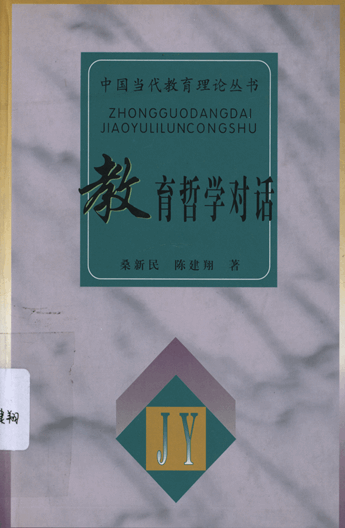 中国当代教育理论丛书
ZHONGGUODANGDAI
JIAOYULILUNCONGSHU
教育哲学对话
桑新民 陈建翔 著
JY
翔